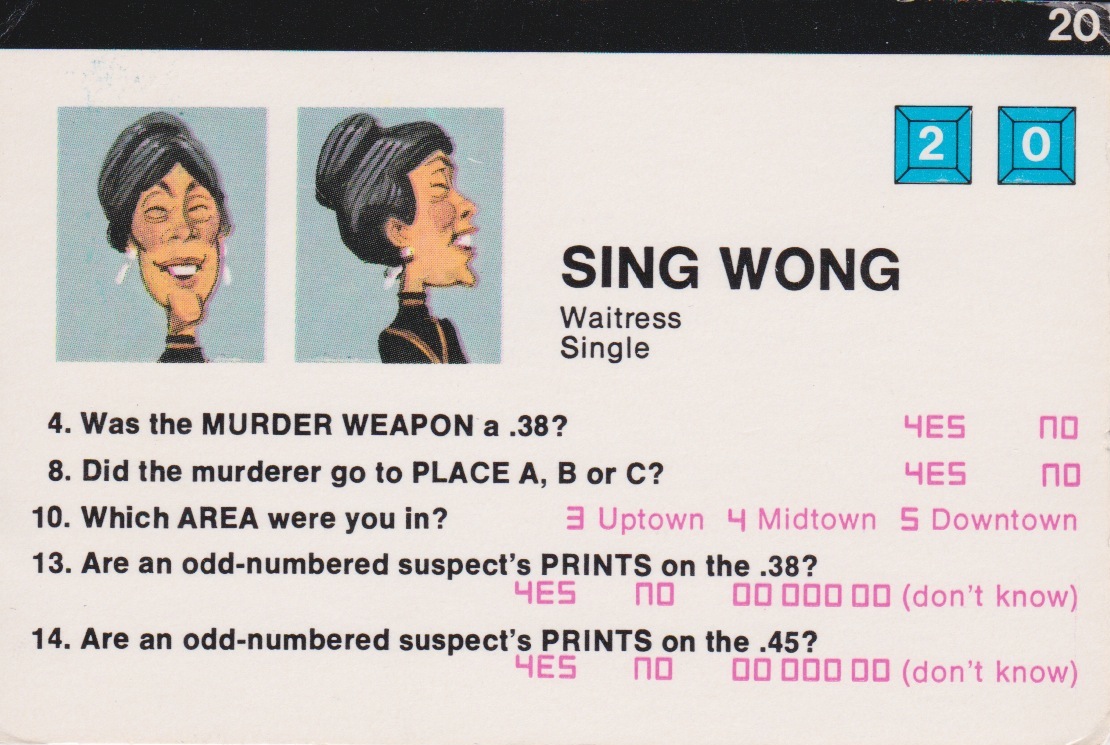 20
2 0
SING WONG
Waitress
Single
4. Was the MURDER WEAPON a .38? YES NO
8. Did the murderer go to PLACE A, B or C? YES NO
10. Which AREA were you in? 3 Uptown 4 Midtown 5 Downtown
13. Are an odd-numbered suspect's PRINTS on the .38?
YES NO 00 000 00 (don't know)
14. Are an odd-numbered suspect's PRINTS on the .45?
YES NO 00 000 00 (don't know)